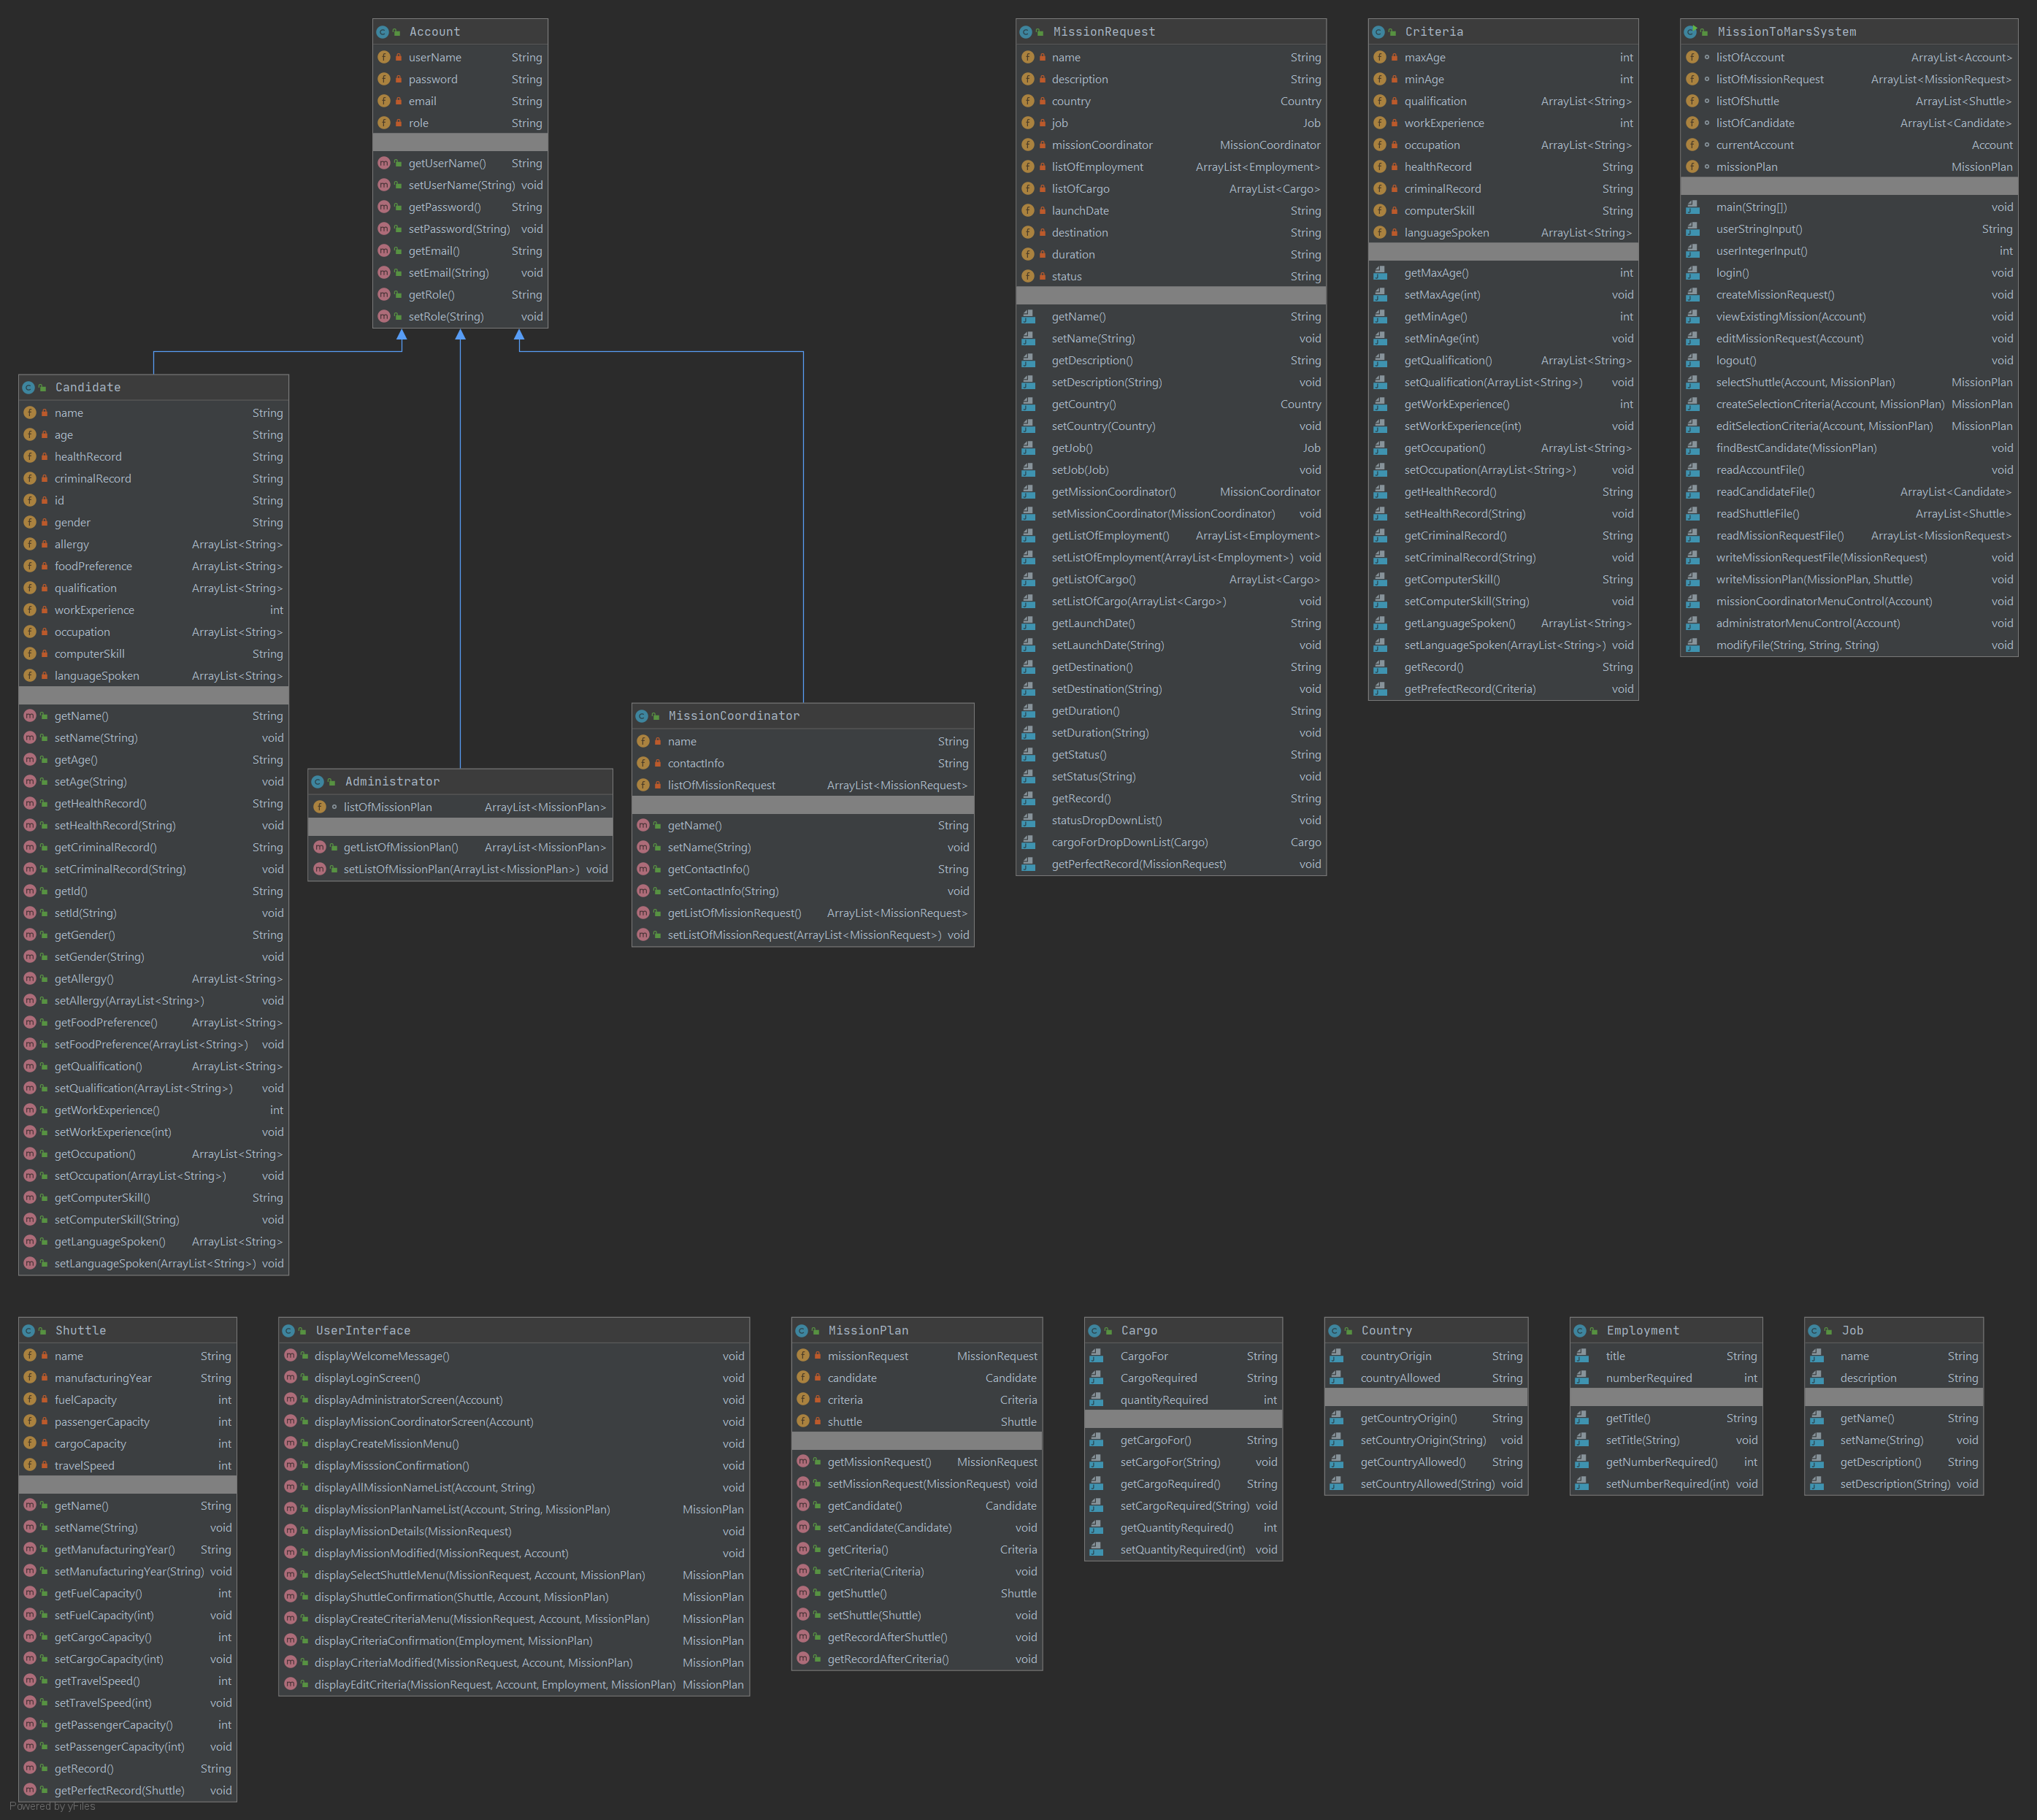 Account
userName String
password String
email String
role String
getUserName() String
setUserName(String) void
getPassword() String
setPassword(String) void
getEmail() String
setEmail(String) void
getRole() String
setRole(String) void
MissionRequest
name String
description String
country Country
job Job
missionCoordinator MissionCoordinator
listOfEmployment ArrayList<Employment>
listOfCargo ArrayList<Cargo>
launchDate String
destination String
duration String
status String
getName() String
setName(String) void
getDescription() String
setDescription(String) void
getCountry() Country
setCountry(Country) void
getJob() Job
setJob(Job) void
getMissionCoordinator() MissionCoordinator
setMissionCoordinator(MissionCoordinator) void
getListOfEmployment() ArrayList<Employment>
setListOfEmployment(ArrayList<Employment>) void
getListOfCargo() ArrayList<Cargo>
setListOfCargo(ArrayList<Cargo>) void
getLaunchDate() String
setLaunchDate(String) void
getDestination() String
setDestination(String) void
getDuration() String
setDuration(String) void
getStatus() String
setStatus(String) void
getRecord() String
statusDropDownList() void
cargoForDropDownList(Cargo) Cargo
getPerfectRecord(MissionRequest) void
Criteria
maxAge int
minAge int
qualification ArrayList<String>
workExperience int
occupation ArrayList<String>
healthRecord String
criminalRecord String
computerSkill String
languageSpoken ArrayList<String>
getMaxAge() int
setMaxAge(int) void
getMinAge() int
setMinAge(int) void
getQualification() ArrayList<String>
setQualification(ArrayList<String>) void
getWorkExperience() int
setWorkExperience(int) void
getOccupation() ArrayList<String>
setOccupation(ArrayList<String>) void
getHealthRecord() String
setHealthRecord(String) void
getCriminalRecord() String
setCriminalRecord(String) void
getComputerSkill() String
setComputerSkill(String) void
getLanguageSpoken() ArrayList<String>
setLanguageSpoken(ArrayList<String>) void
getRecord() String
getPrefectRecord(Criteria) void
MissionToMarsSystem
listOfAccount ArrayList<Account>
listOfMissionRequest ArrayList<MissionRequest>
listOfShuttle ArrayList<Shuttle>
listOfCandidate ArrayList<Candidate>
currentAccount Account
missionPlan MissionPlan
main(String[]) void
userStringInput() String
userIntegerInput() int
login() void
createMissionRequest() void
viewExistingMission(Account) void
editMissionRequest(Account) void
logout() void
selectShuttle(Account, MissionPlan) MissionPlan
createSelectionCriteria(Account, MissionPlan) MissionPlan
editSelectionCriteria(Account, MissionPlan) MissionPlan
findBestCandidate(MissionPlan) void
readAccountFile() void
readCandidateFile() ArrayList<Candidate>
readShuttleFile() ArrayList<Shuttle>
readMissionRequestFile() ArrayList<MissionRequest>
writeMissionRequestFile(MissionRequest) void
writeMissionPlan(MissionPlan, Shuttle) void
missionCoordinatorMenuControl(Account) void
administratorMenuControl(Account) void
modifyFile(String, String, String) void
Candidate
name String
age String
healthRecord String
criminalRecord String
id String
gender String
allergy ArrayList<String>
foodPreference ArrayList<String>
qualification ArrayList<String>
workExperience int
occupation ArrayList<String>
computerSkill String
languageSpoken ArrayList<String>
getName() String
setName(String) void
getAge() String
setAge(String) void
getHealthRecord() String
setHealthRecord(String) void
getCriminalRecord() String
setCriminalRecord(String) void
getId() String
setId(String) void
getGender() String
setGender(String) void
getAllergy() ArrayList<String>
setAllergy(ArrayList<String>) void
getFoodPreference() ArrayList<String>
setFoodPreference(ArrayList<String>) void
getQualification() ArrayList<String>
setQualification(ArrayList<String>) void
getWorkExperience() int
setWorkExperience(int) void
getOccupation() ArrayList<String>
setOccupation(ArrayList<String>) void
getComputerSkill() String
setComputerSkill(String) void
getLanguageSpoken() ArrayList<String>
setLanguageSpoken(ArrayList<String>) void
Administrator
listOfMissionPlan ArrayList<MissionPlan>
getListOfMissionPlan() ArrayList<MissionPlan>
setListOfMissionPlan(ArrayList<MissionPlan>) void
MissionCoordinator
name String
contactInfo String
listOfMissionRequest ArrayList<MissionRequest>
getName() String
setName(String) void
getContactInfo() String
setContactInfo(String) void
getListOfMissionRequest() ArrayList<MissionRequest>
setListOfMissionRequest(ArrayList<MissionRequest>) void
Shuttle
name String
manufacturingYear String
fuelCapacity int
passengerCapacity int
cargoCapacity int
travelSpeed int
getName() String
setName(String) void
getManufacturingYear() String
setManufacturingYear(String) void
getFuelCapacity() int
setFuelCapacity(int) void
getCargoCapacity() int
setCargoCapacity(int) void
getTravelSpeed() int
setTravelSpeed(int) void
getPassengerCapacity() int
setPassengerCapacity(int) void
getRecord() String
getPerfectRecord(Shuttle) void
UserInterface
displayWelcomeMessage() void
displayLoginScreen() void
displayAdministratorScreen(Account) void
displayMissionCoordinatorScreen(Account) void
displayCreateMissionMenu() void
displayMisssionConfirmation() void
displayAllMissionNameList(Account, String) void
displayMissionPlanNameList(Account, String, MissionPlan) MissionPlan
displayMissionDetails(MissionRequest) void
displayMissionModified(MissionRequest, Account) void
displaySelectShuttleMenu(MissionRequest, Account, MissionPlan) MissionPlan
displayShuttleConfirmation(Shuttle, Account, MissionPlan) MissionPlan
displayCreateCriteriaMenu(MissionRequest, Account, MissionPlan) MissionPlan
displayCriteriaConfirmation(Employment, MissionPlan) MissionPlan
displayCriteriaModified(MissionRequest, Account, MissionPlan) MissionPlan
displayEditCriteria(MissionRequest, Account, Employment, MissionPlan) MissionPlan
MissionPlan
missionRequest MissionRequest
candidate Candidate
criteria Criteria
shuttle Shuttle
getMissionRequest() MissionRequest
setMissionRequest(MissionRequest) void
getCandidate() Candidate
setCandidate(Candidate) void
getCriteria() Criteria
setCriteria(Criteria) void
getShuttle() Shuttle
setShuttle(Shuttle) void
getRecordAfterShuttle() void
getRecordAfterCriteria() void
Cargo
CargoFor String
CargoRequired String
quantityRequired int
getCargoFor() String
setCargoFor(String) void
getCargoRequired() String
setCargoRequired(String) void
getQuantityRequired() int
setQuantityRequired(int) void
Country
countryOrigin String
countryAllowed String
getCountryOrigin() String
setCountryOrigin(String) void
getCountryAllowed() String
setCountryAllowed(String) void
Employment
title String
numberRequired int
getTitle() String
setTitle(String) void
getNumberRequired() int
setNumberRequired(int) void
Job
name String
description String
getName() String
setName(String) void
getDescription() String
setDescription(String) void
Powered by yFiles